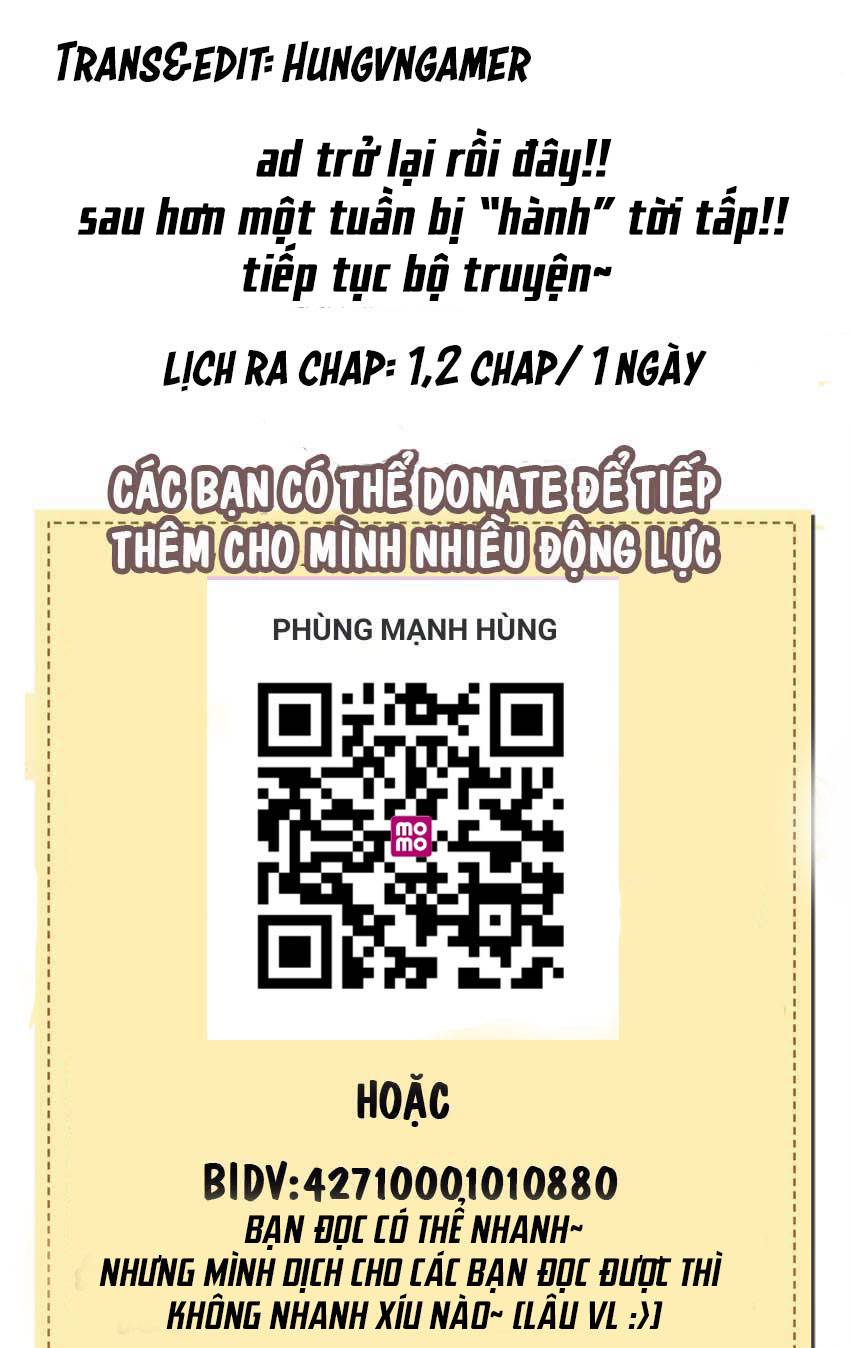 Trans&edit: Hungvngamer
ad trở lại rồi đây!!
sau hơn một tuần bị “hành” tời tấp!!
tiếp tục bộ truyện~
LỊCH RA CHAP: 1,2 CHAP/ 1 NGÀY
CÁC BẠN CÓ THỂ DONATE ĐỂ TIẾP
THÊM CHO MÌNH NHIỀU ĐỘNG LỰC
PHÙNG MẠNH HÙNG
mo
mo
HOẶC
BIDV:42710001010880
BẠN ĐỌC CÓ THỂ NHANH~
NHƯNG MÌNH DỊCH CHO CÁC BẠN ĐỌC ĐƯỢC THÌ
KHÔNG NHANH XÍU NÀO~ (LÂU VL :>)